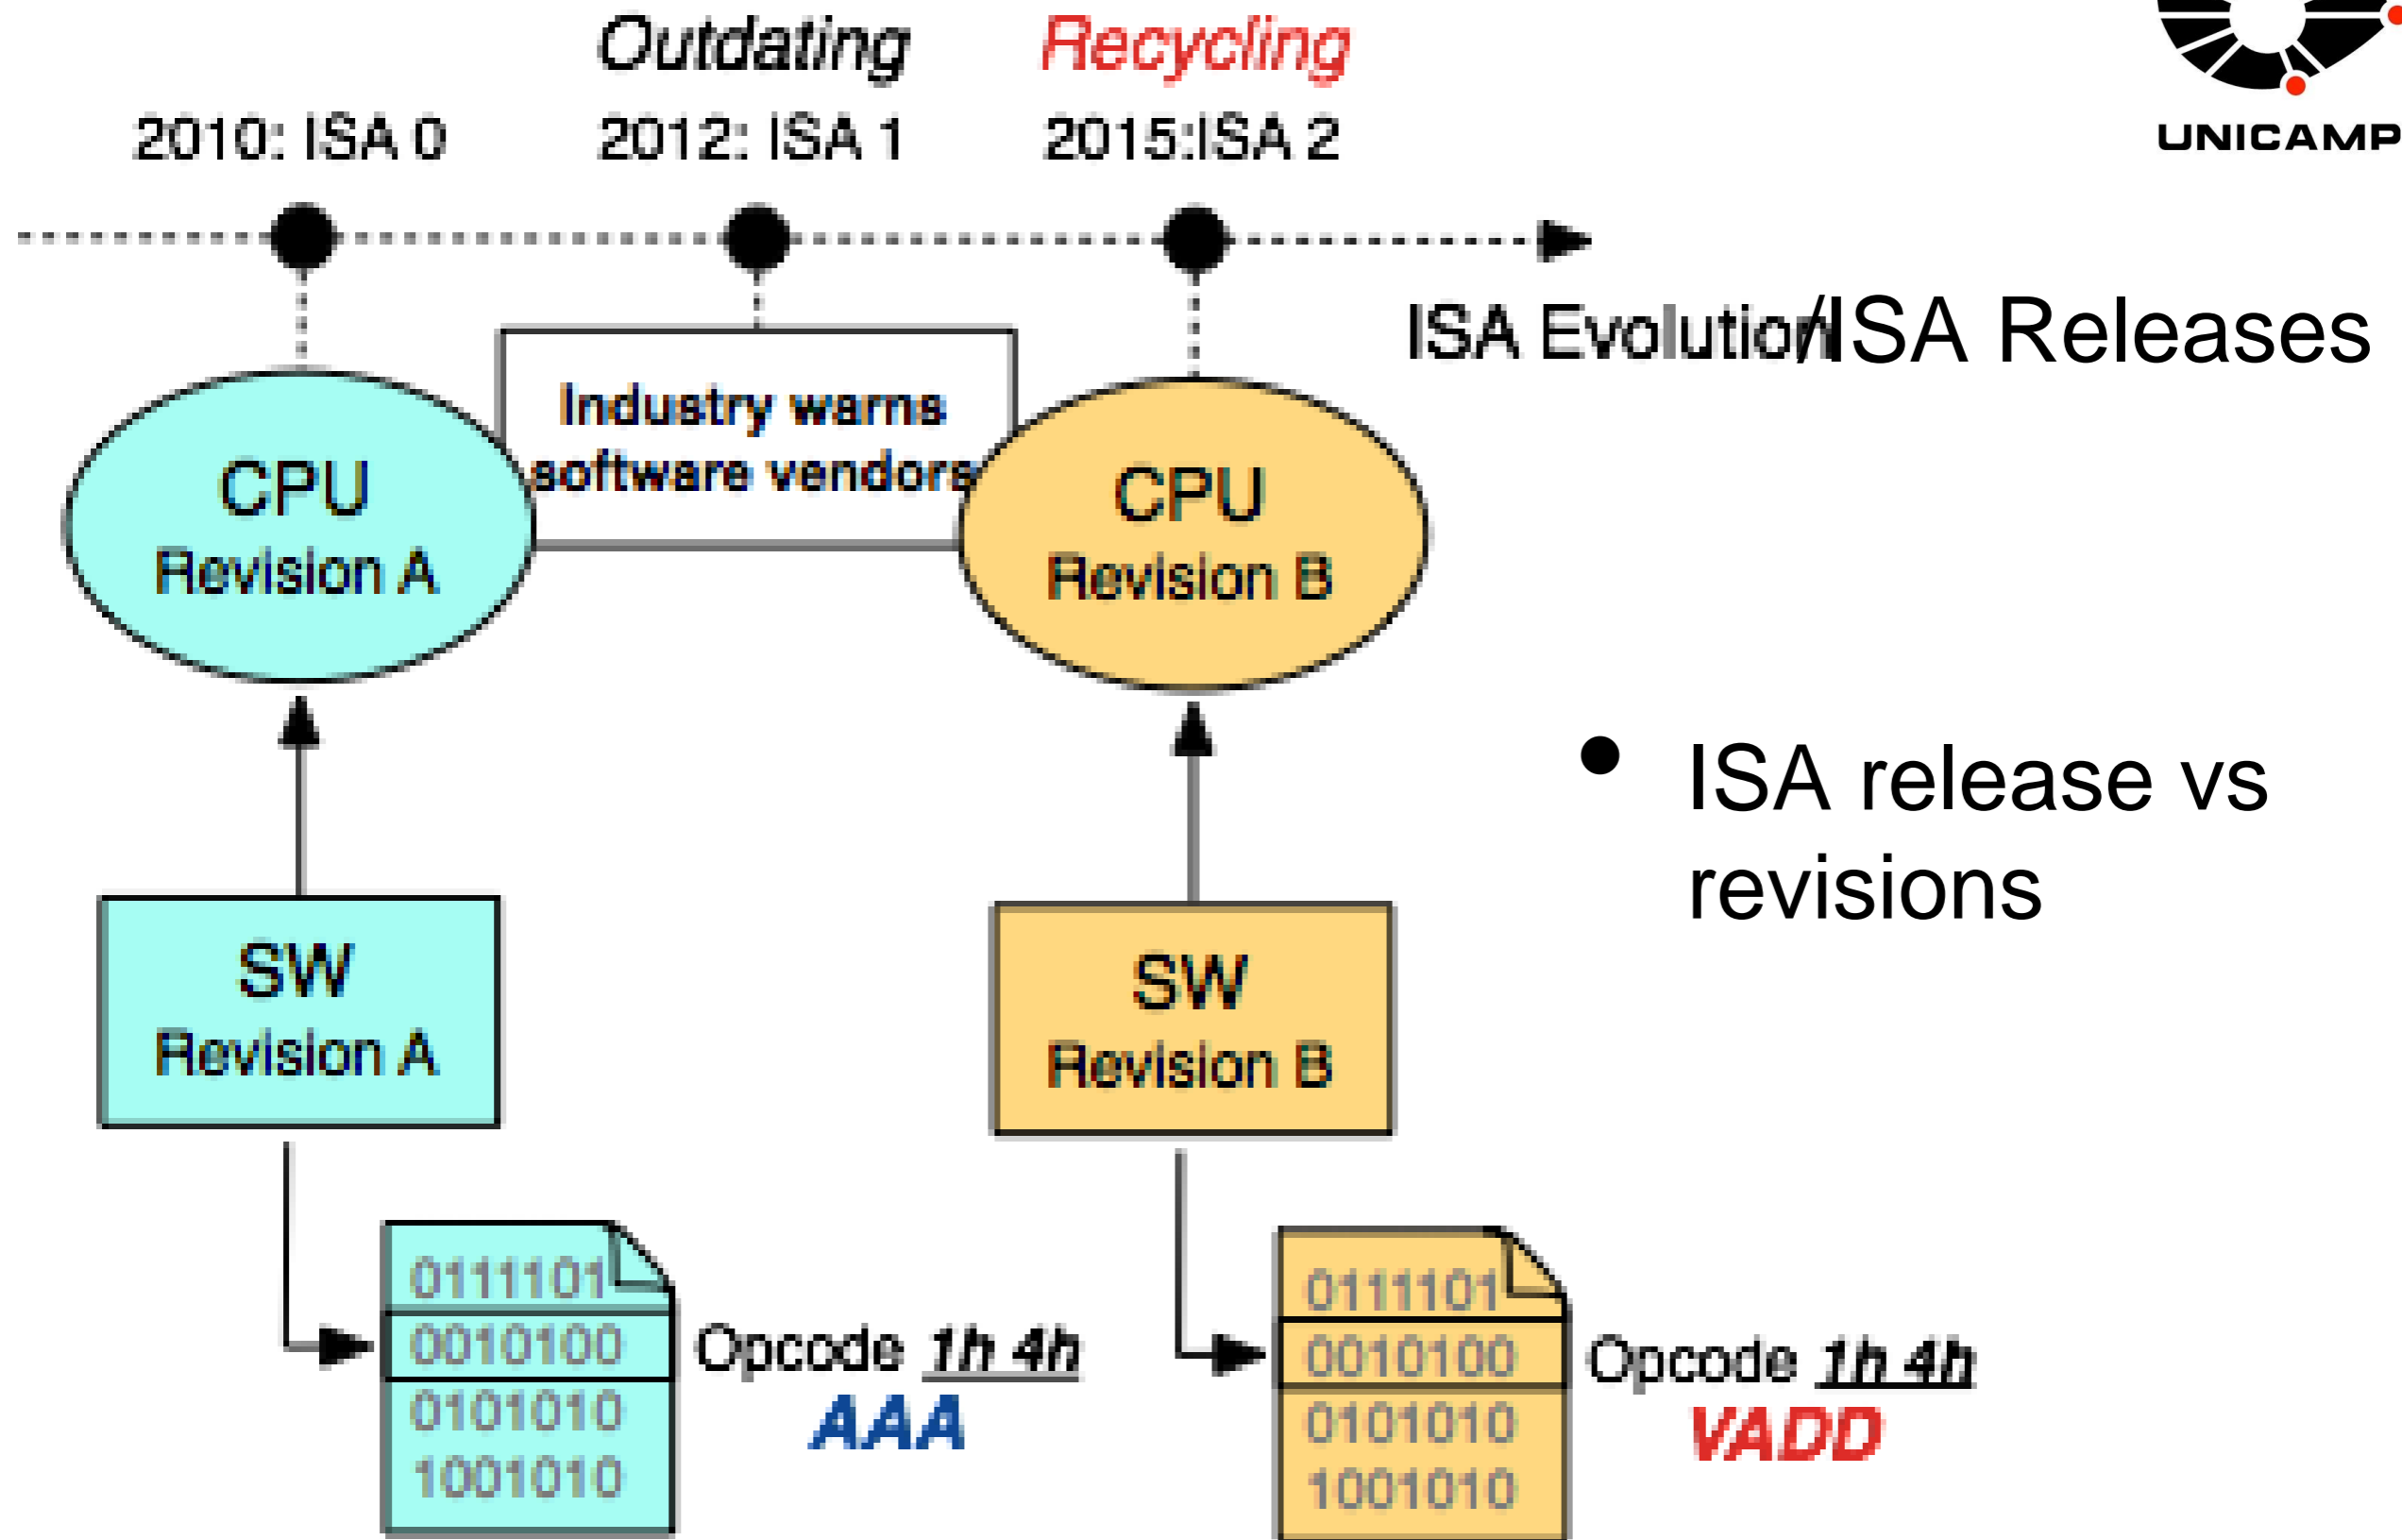 Outdating
Recycling
UNICAMP
2010: ISA 0
2012: ISA 1
2015:ISA 2
ISA Evolution/ISA Releases
Industry warns
software vendors
CPU
Revision A
CPU
Revision B
ISA release vs
revisions
SW
Revision A
SW
Revision B
0111101
0010100
0101010
1001010
Opcode 1h 4h
AAA
0111101
0010100
0101010
1001010
Opcode 1h 4h
VADD